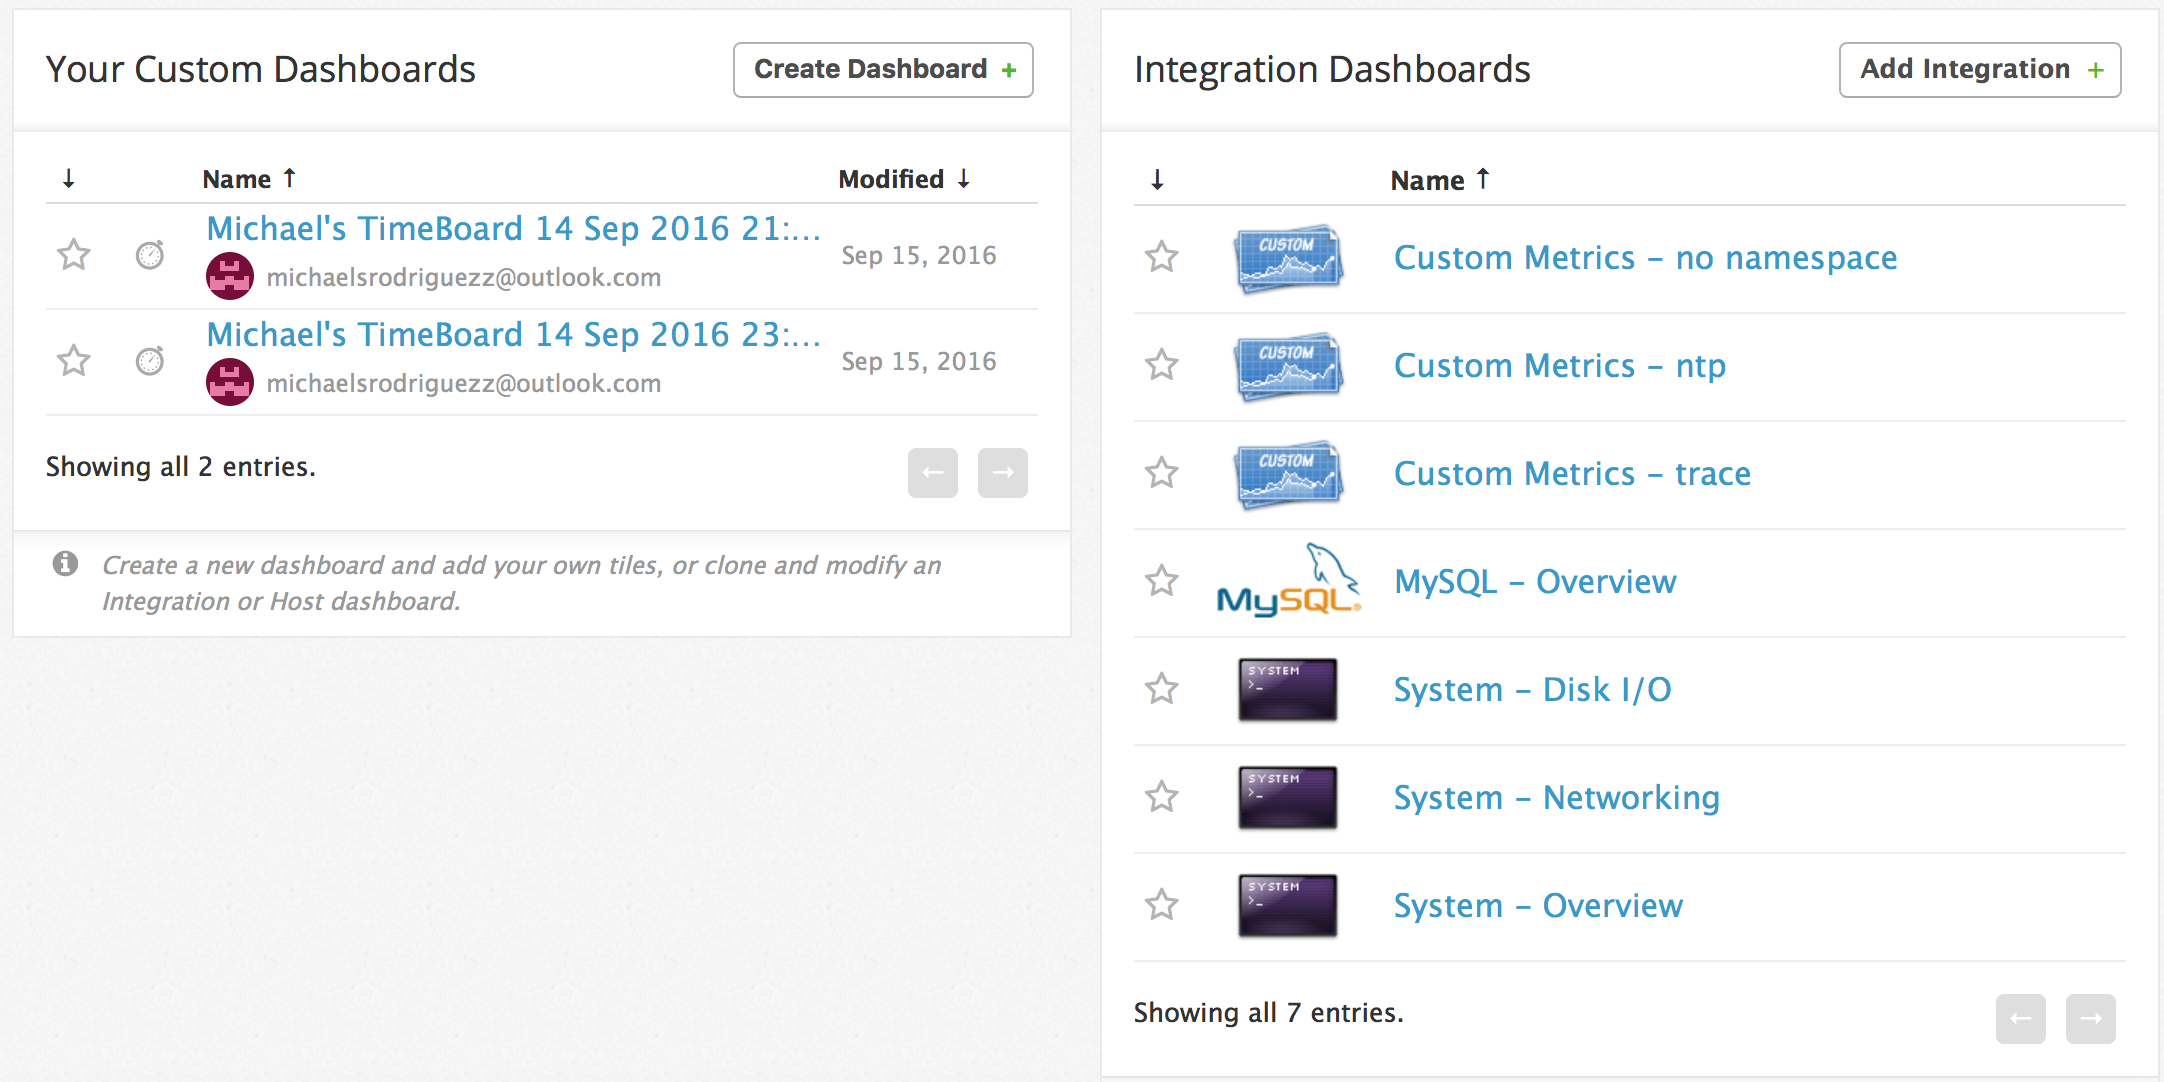 Your Custom Dashboards
Create Dashboard +
↓ Name ↑ Modified ↓
Michael's TimeBoard 14 Sep 2016 21:...
michaelsrodriguezz@outlook.com
Sep 15, 2016
Michael's TimeBoard 14 Sep 2016 23:...
michaelsrodriguezz@outlook.com
Sep 15, 2016
Showing all 2 entries.
← →
Create a new dashboard and add your own tiles, or clone and modify an
Integration or Host dashboard.
Integration Dashboards
Add Integration +
↓ Name ↑
CUSTOM
Custom Metrics – no namespace
CUSTOM
Custom Metrics – ntp
CUSTOM
Custom Metrics – trace
MySQL®
MySQL – Overview
SYSTEM
>_
System – Disk I/O
SYSTEM
>_
System – Networking
SYSTEM
>_
System – Overview
Showing all 7 entries.
← →